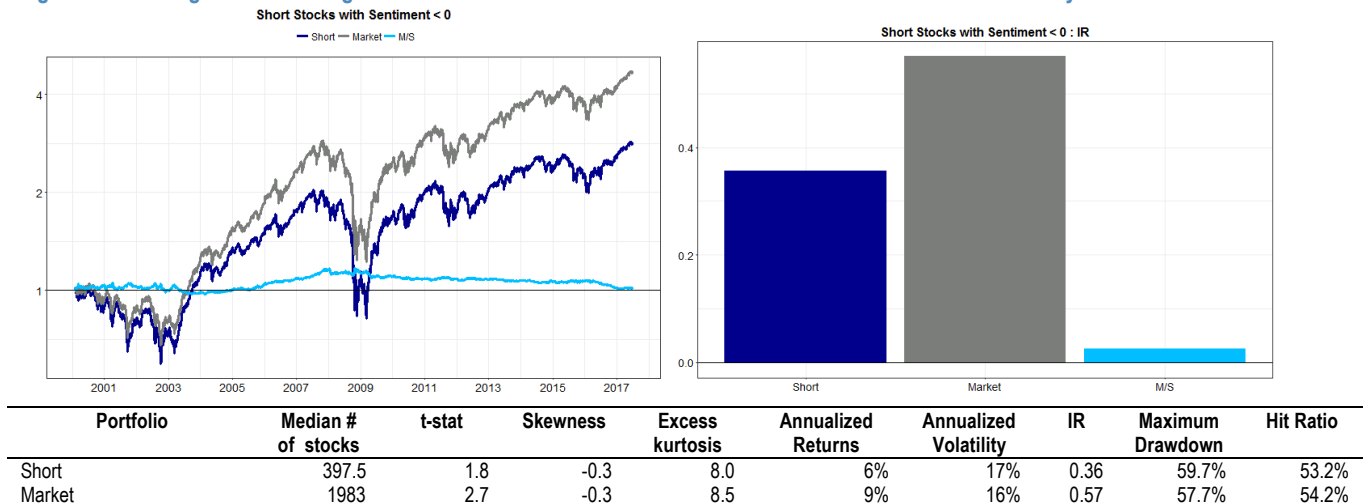 Short Stocks with Sentiment < 0
Short Market M/S
4
2
1
2001 2003 2005 2007 2009 2011 2013 2015 2017
Short Stocks with Sentiment < 0 : IR
0.4
0.2
0.0
Short Market M/S
Portfolio Median # of stocks t-stat Skewness Excess kurtosis Annualized Returns Annualized Volatility IR Maximum Drawdown Hit Ratio
Short 397.5 1.8 -0.3 8.0 6% 17% 0.36 59.7% 53.2%
Market 1983 2.7 -0.3 8.5 9% 16% 0.57 57.7% 54.2%